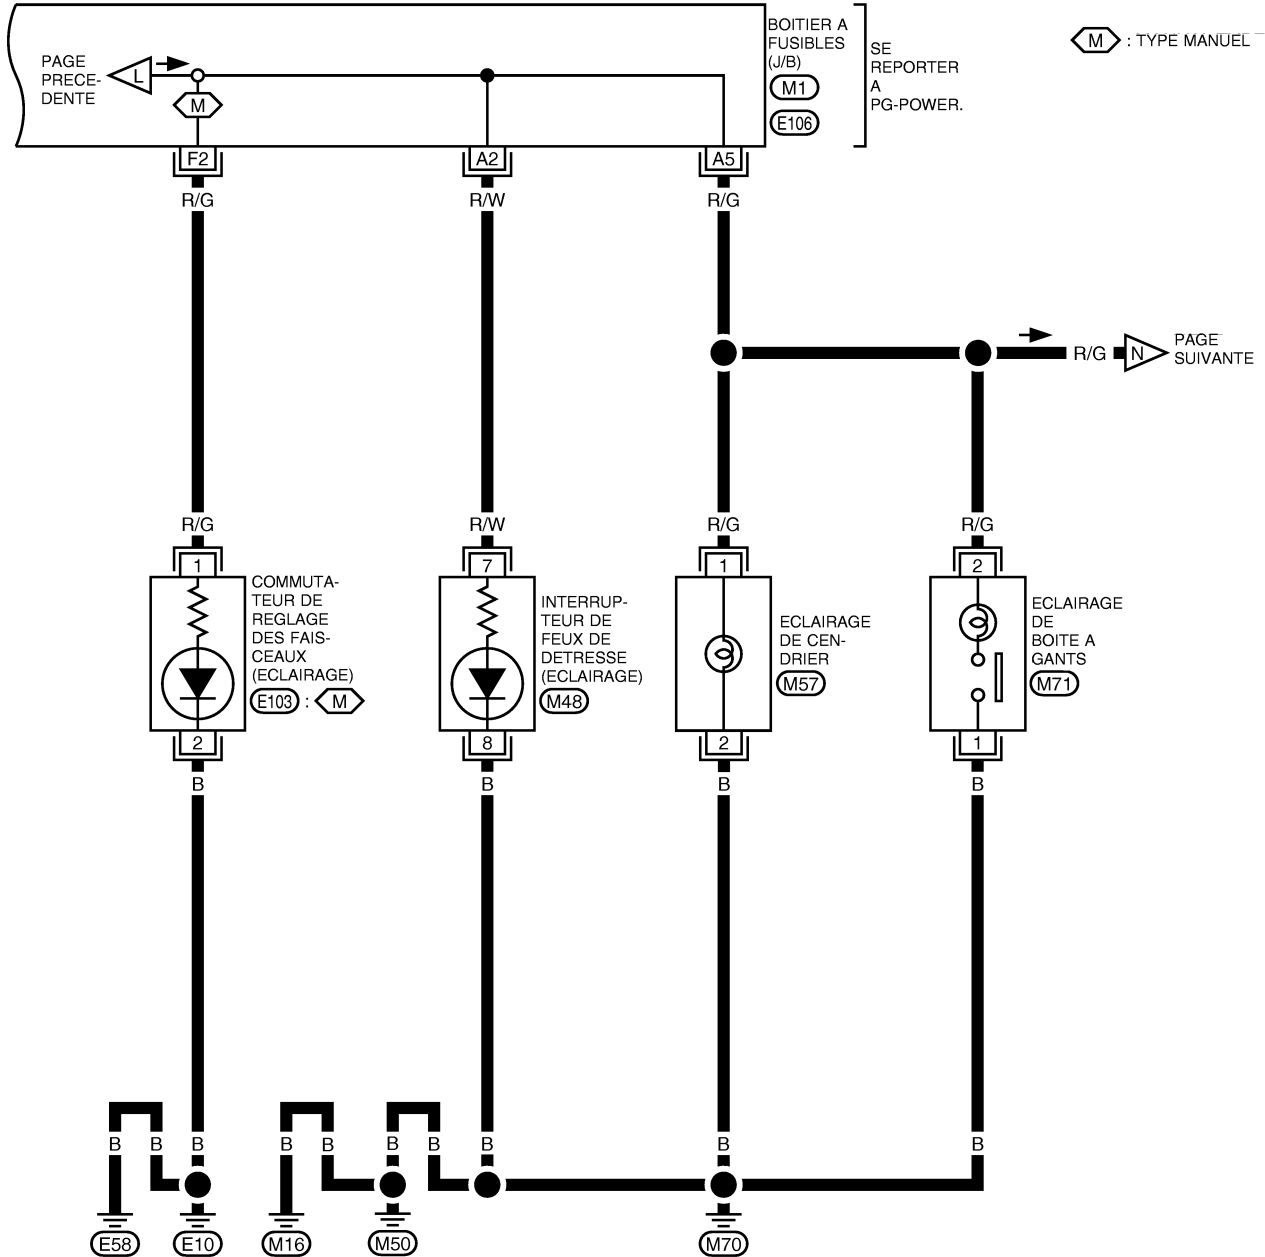 PAGE
PRECE-
DENTE
L
M
BOITIER A
FUSIBLES
(J/B)
M1
E106
SE
REPORTER
A
PG-POWER.
M : TYPE MANUEL
F2 A2 A5
R/G R/W R/G
R/G N PAGE
SUIVANTE
R/G R/W R/G R/G
1 7 1 2
COMMUTA-
TEUR DE
REGLAGE
DES FAIS-
CEAUX
(ECLAIRAGE)
E103 : M
INTERRUP-
TEUR DE
FEUX DE
DETRESSE
(ECLAIRAGE)
M48
ECLAIRAGE
DE CEN-
DRIER
M57
ECLAIRAGE
DE
BOITE A
GANTS
M71
2 8 2 1
B B B B
B B B B B B B B B B
E58 E10 M16 M50 M70